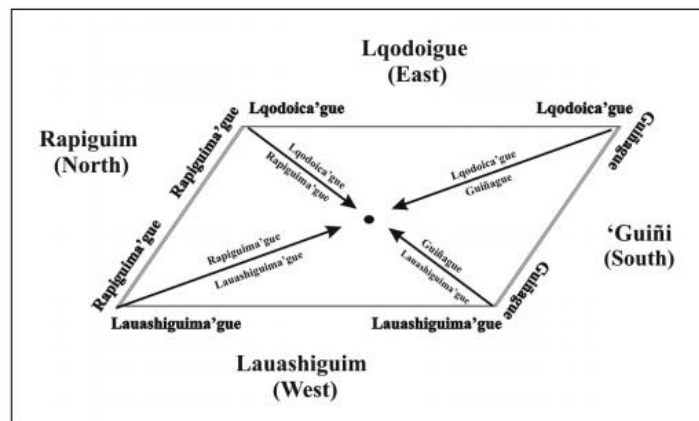 Lqodoigue
(East)
Lqodoica'gue
Lqodoica'gue
Rapiguim
(North)
Rapiguima'gue
Guiñague
Lqodoica'gue
Rapiguima'gue
Lqodoica'gue
Guiñague
'Guiñi
(South)
Rapiguima'gue
Rapiguima'gue
Lauashiguima'gue
Guiñague
Lauashiguima'gue
Guiñague
Lauashiguima'gue
Lauashiguima'gue
Lauashiguim
(West)